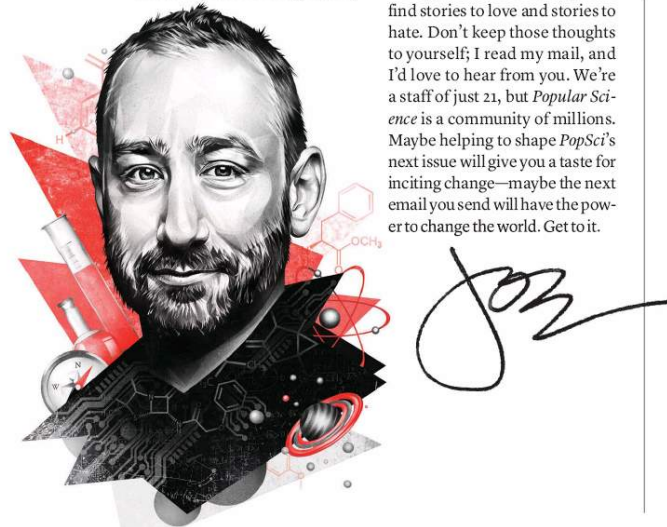 find stories to love and stories to
hate. Don’t keep those thoughts
to yourself; I read my mail, and
I’d love to hear from you. We’re
a staff of just 21, but Popular Sci-
ence is a community of millions.
Maybe helping to shape PopSci’s
next issue will give you a taste for
inciting change—maybe the next
email you send will have the pow-
er to change the world. Get to it.
H
OCH₃
N
W